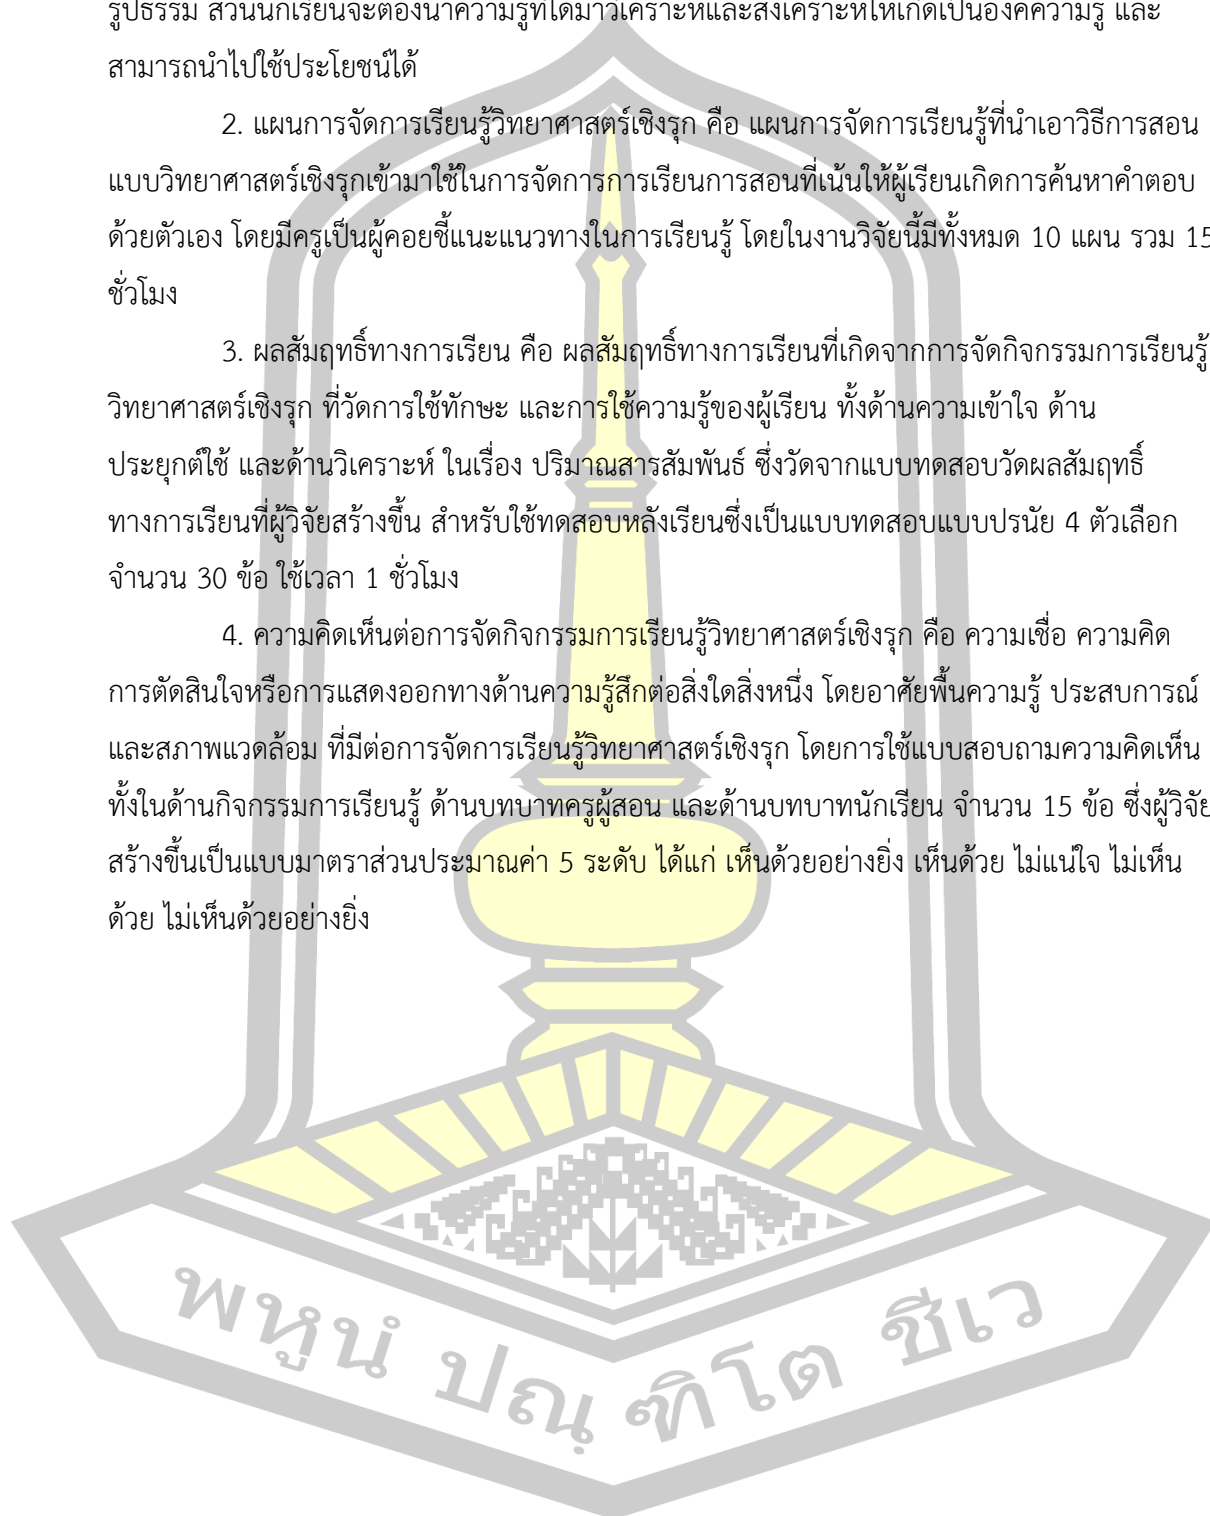 รูปธรรม ส่วนนักเรียนจะต้องนำความรู้ที่ได้มาวิเคราะห์และสังเคราะห์ให้เกิดเป็นองค์ความรู้ และ
สามารถนำไปใช้ประโยชน์ได้
2. แผนการจัดการเรียนรู้วิทยาศาสตร์เชิงรุก คือ แผนการจัดการเรียนรู้ที่นำเอาวิธีการสอน
แบบวิทยาศาสตร์เชิงรุกเข้ามาใช้ในการจัดการการเรียนการสอนที่เน้นให้ผู้เรียนเกิดการค้นหาคำตอบ
ด้วยตัวเอง โดยมีครูเป็นผู้คอยชี้แนะแนวทางในการเรียนรู้ โดยในงานวิจัยนี้มีทั้งหมด 10 แผน รวม 15
ชั่วโมง
3. ผลสัมฤทธิ์ทางการเรียน คือ ผลสัมฤทธิ์ทางการเรียนที่เกิดจากการจัดกิจกรรมการเรียนรู้
วิทยาศาสตร์เชิงรุก ที่วัดการใช้ทักษะ และการใช้ความรู้ของผู้เรียน ทั้งด้านความเข้าใจ ด้าน
ประยุกต์ใช้ และด้านวิเคราะห์ ในเรื่อง ปริมาณสารสัมพันธ์ ซึ่งวัดจากแบบทดสอบวัดผลสัมฤทธิ์
ทางการเรียนที่ผู้วิจัยสร้างขึ้น สำหรับใช้ทดสอบหลังเรียนซึ่งเป็นแบบทดสอบแบบปรนัย 4 ตัวเลือก
จำนวน 30 ข้อ ใช้เวลา 1 ชั่วโมง
4. ความคิดเห็นต่อการจัดกิจกรรมการเรียนรู้วิทยาศาสตร์เชิงรุก คือ ความเชื่อ ความคิด
การตัดสินใจหรือการแสดงออกทางด้านความรู้สึกต่อสิ่งใดสิ่งหนึ่ง โดยอาศัยพื้นความรู้ ประสบการณ์
และสภาพแวดล้อม ที่มีต่อการจัดการเรียนรู้วิทยาศาสตร์เชิงรุก โดยการใช้แบบสอบถามความคิดเห็น
ทั้งในด้านกิจกรรมการเรียนรู้ ด้านบทบาทครูผู้สอน และด้านบทบาทนักเรียน จำนวน 15 ข้อ ซึ่งผู้วิจัย
สร้างขึ้นเป็นแบบมาตราส่วนประมาณค่า 5 ระดับ ได้แก่ เห็นด้วยอย่างยิ่ง เห็นด้วย ไม่แน่ใจ ไม่เห็น
ด้วย ไม่เห็นด้วยอย่างยิ่ง
พหูนํ ปณฺฑิโต ชีเว